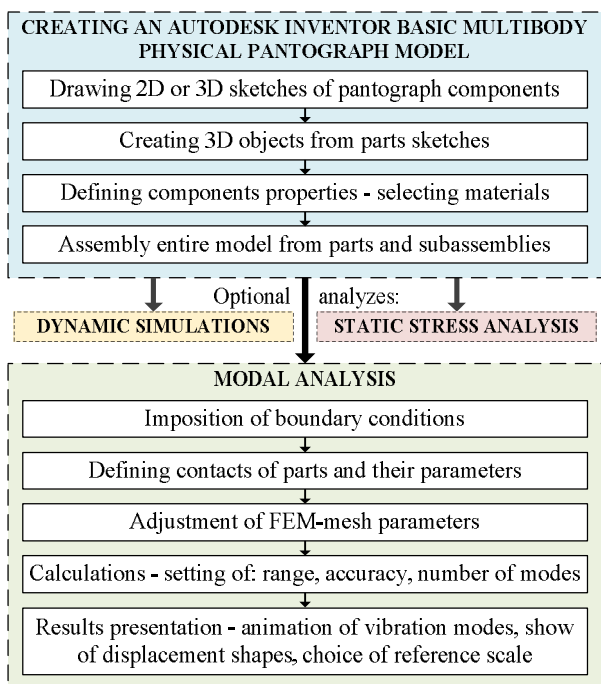 CREATING AN AUTODESK INVENTOR BASIC MULTIBODY
PHYSICAL PANTOGRAPH MODEL
Drawing 2D or 3D sketches of pantograph components
Creating 3D objects from parts sketches
Defining components properties - selecting materials
Assembly entire model from parts and subassemblies
Optional analyzes:
DYNAMIC SIMULATIONS
STATIC STRESS ANALYSIS
MODAL ANALYSIS
Imposition of boundary conditions
Defining contacts of parts and their parameters
Adjustment of FEM-mesh parameters
Calculations - setting of: range, accuracy, number of modes
Results presentation - animation of vibration modes, show
of displacement shapes, choice of reference scale